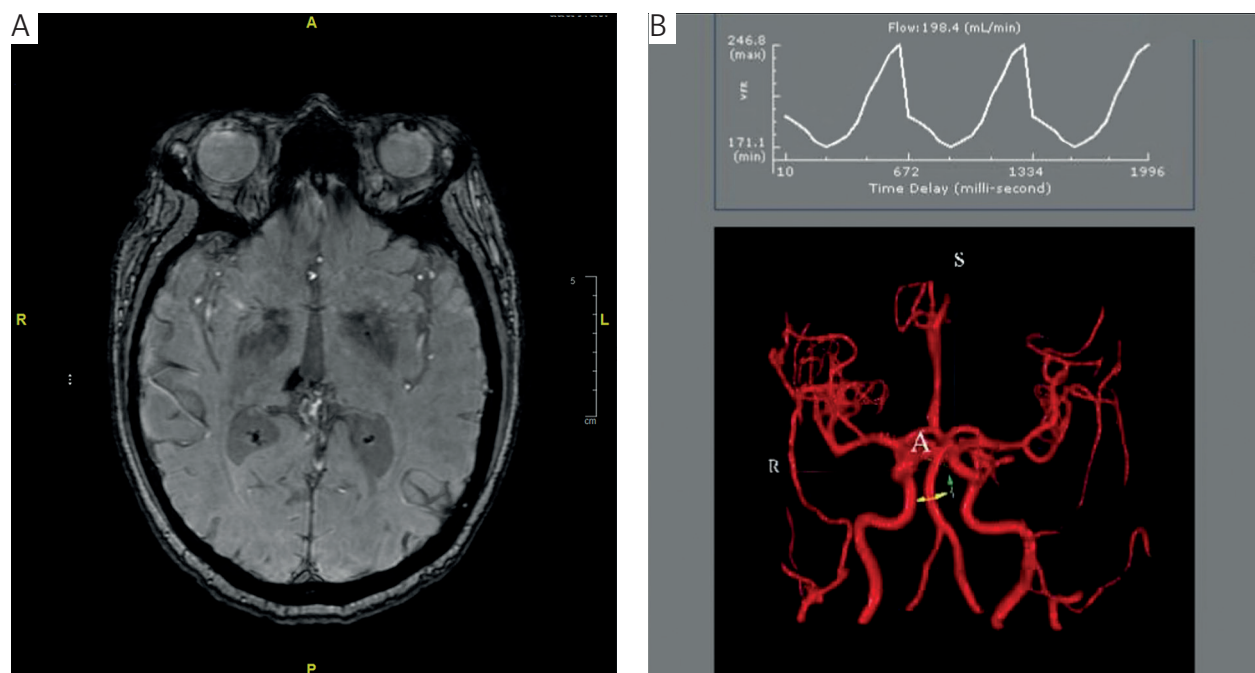 A
A
R
L
5
cm
P
B
Flow:198.4 (mL/min)
246.8
(max)
171.1
(min)
10 672 1334 1996
Time Delay (milli-second)
S
A
R